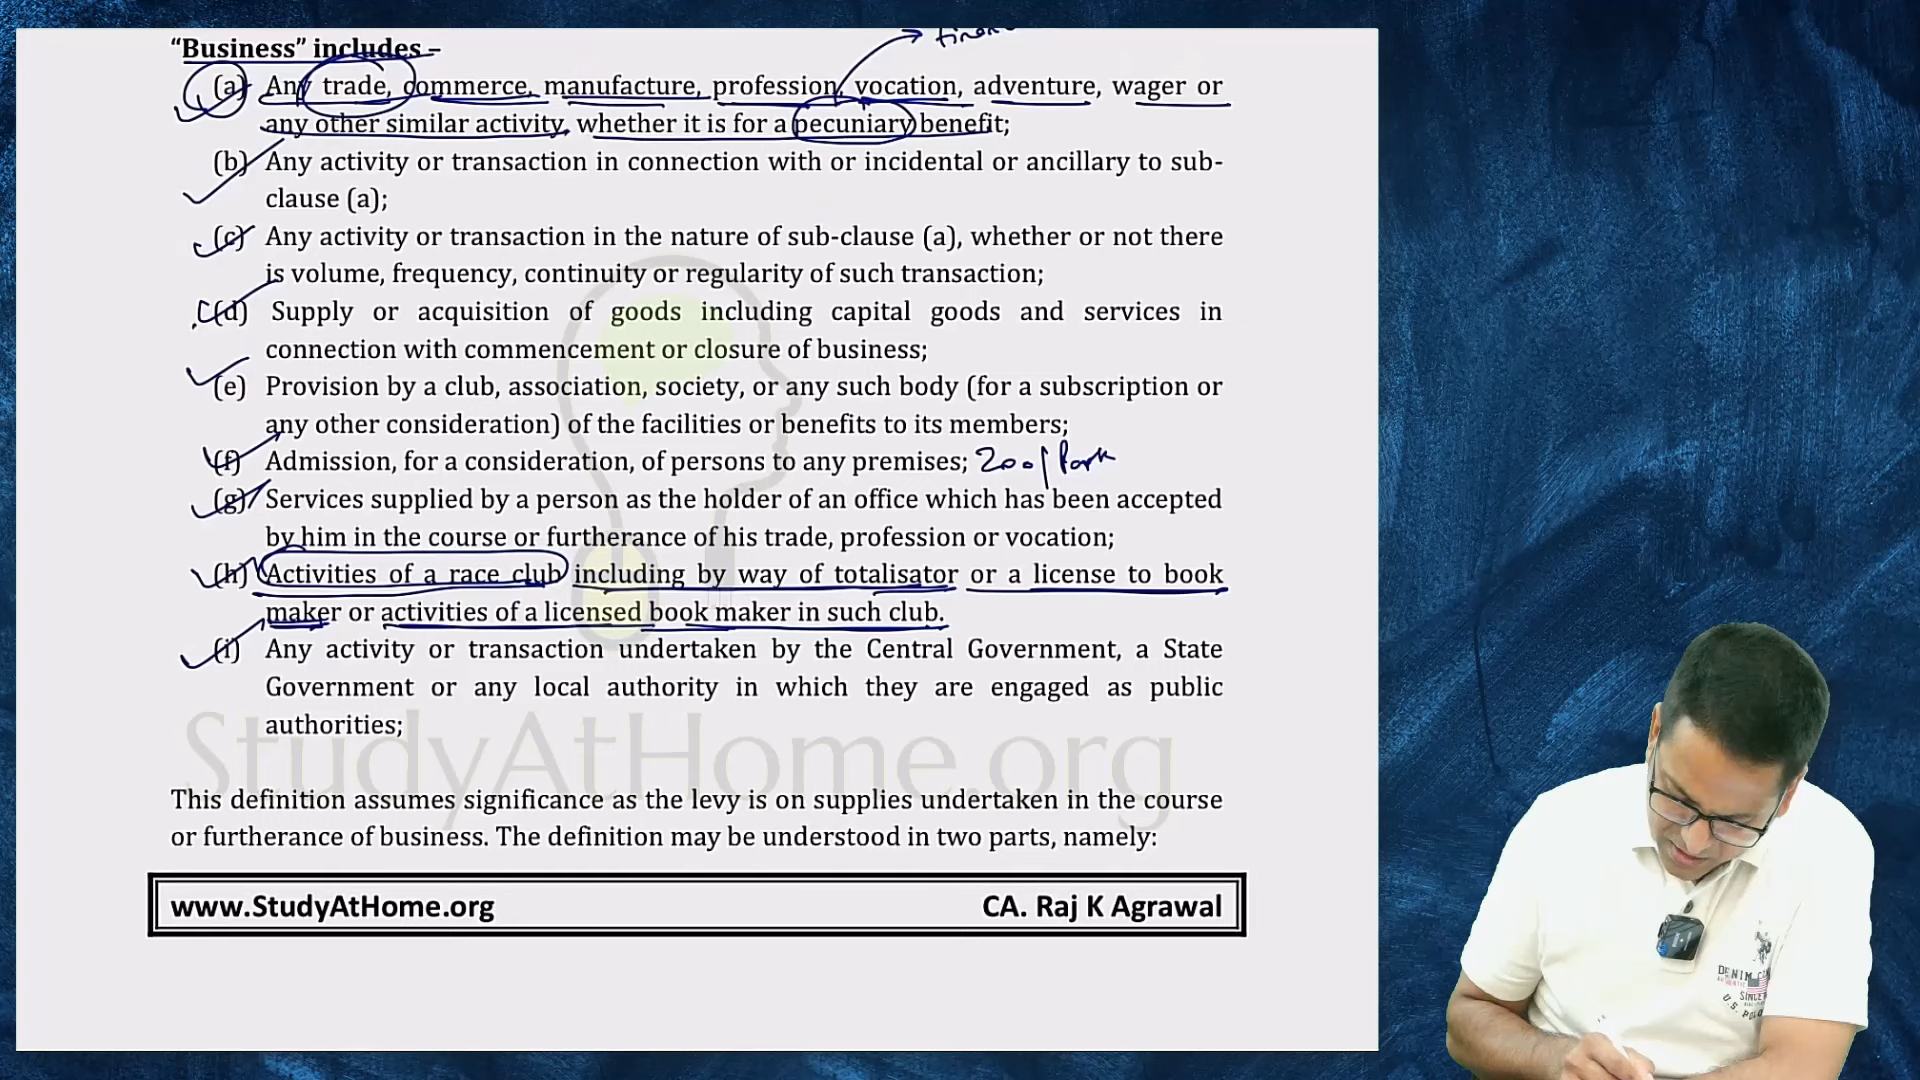 "Business" includes –
(a) Any trade, commerce, manufacture, profession, vocation, adventure, wager or
any other similar activity, whether it is for a pecuniary benefit;
(b) Any activity or transaction in connection with or incidental or ancillary to sub-
clause (a);
(c) Any activity or transaction in the nature of sub-clause (a), whether or not there
is volume, frequency, continuity or regularity of such transaction;
(d) Supply or acquisition of goods including capital goods and services in
connection with commencement or closure of business;
(e) Provision by a club, association, society, or any such body (for a subscription or
any other consideration) of the facilities or benefits to its members;
(f) Admission, for a consideration, of persons to any premises; Zoo/Park
(g) Services supplied by a person as the holder of an office which has been accepted
by him in the course or furtherance of his trade, profession or vocation;
(h) Activities of a race club including by way of totalisator or a license to book
maker or activities of a licensed book maker in such club.
(i) Any activity or transaction undertaken by the Central Government, a State
Government or any local authority in which they are engaged as public
authorities;
StudyAtHome.org
This definition assumes significance as the levy is on supplies undertaken in the course
or furtherance of business. The definition may be understood in two parts, namely:
www.StudyAtHome.org CA. Raj K Agrawal
DENIM
SINCE
U.S. POLO